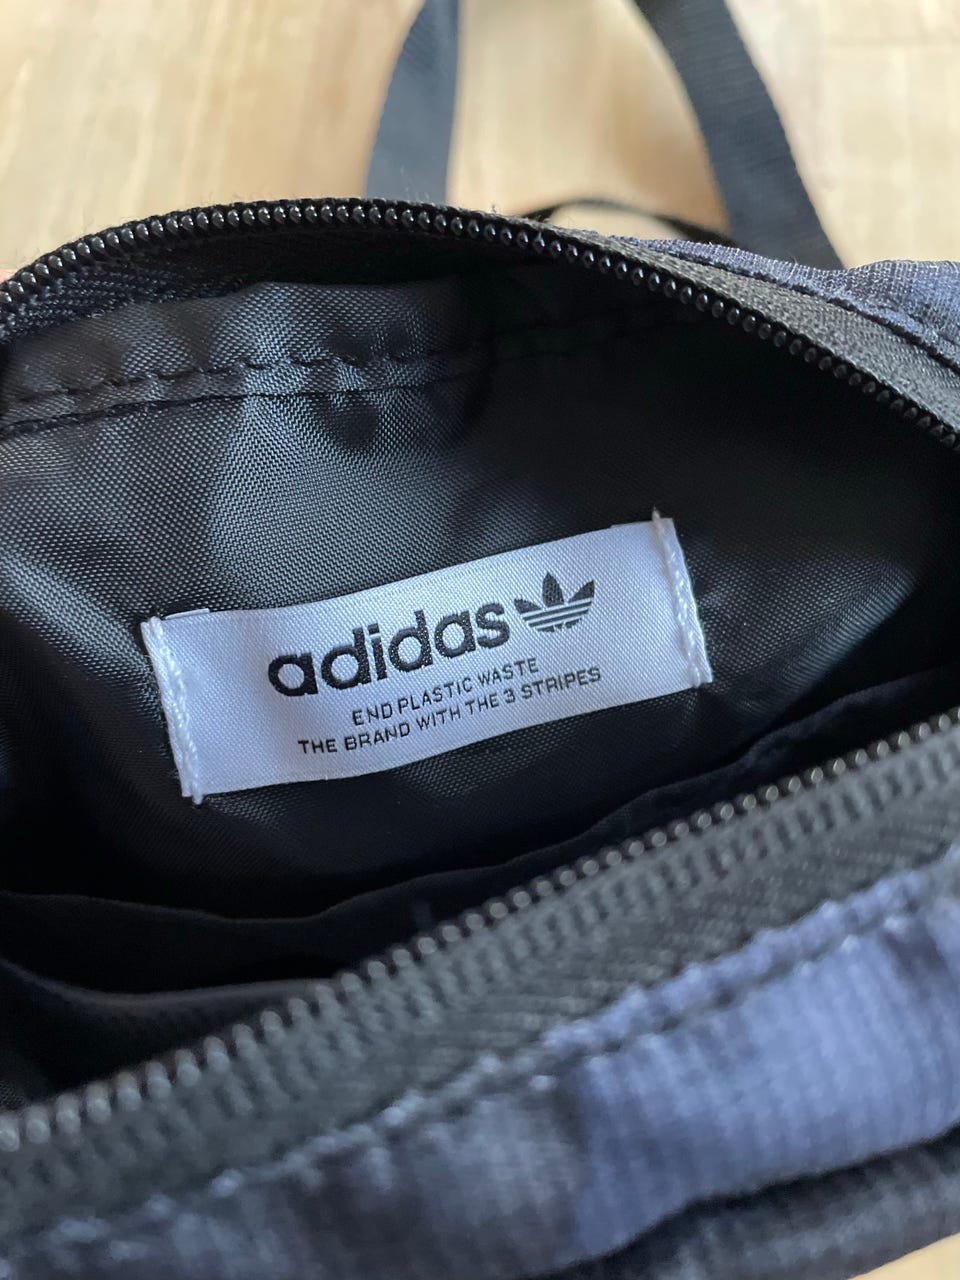 adidas
END PLASTIC WASTE
THE BRAND WITH THE 3 STRIPES